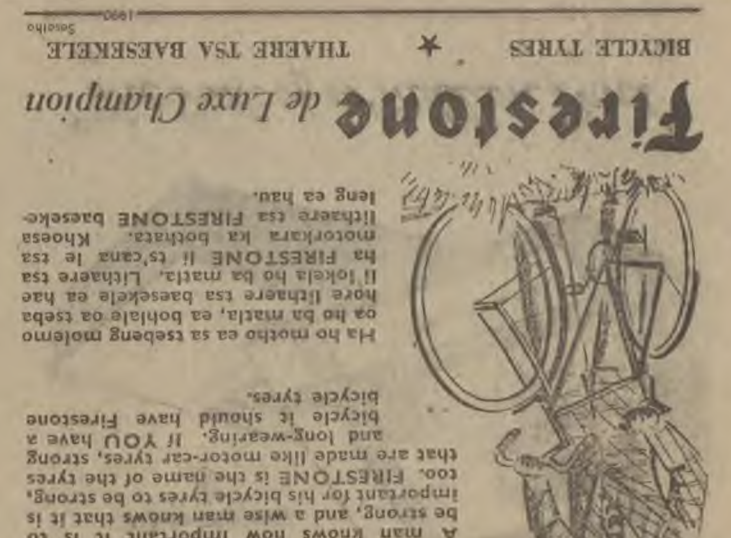 A man knows how important it is to
be strong, and a wise man knows that it is
important for his bicycle tyres to be strong,
too. FIRESTONE is the name of the tyres
that are made like motor-car tyres, strong
and long-wearing. If YOU have a
bicycle it should have Firestone
bicycle tyres.
Ha ho motho ea sa tsebeng molemo
oa ho ba matla, ea bohlale oa tseba
hore lithaere tsa baesekele ea hae
li lokela ho ba matla. Lithaere tsa
ha FIRESTONE li ts'cana le tsa
motorkara ka bothata. Khoesa
lithaere tsa FIRESTONE baeseke-
leng ea hau.
Firestone de Luxe Champion
BICYCLE TYRES ★ THAERE TSA BAESEKELE
1990
Sesotho